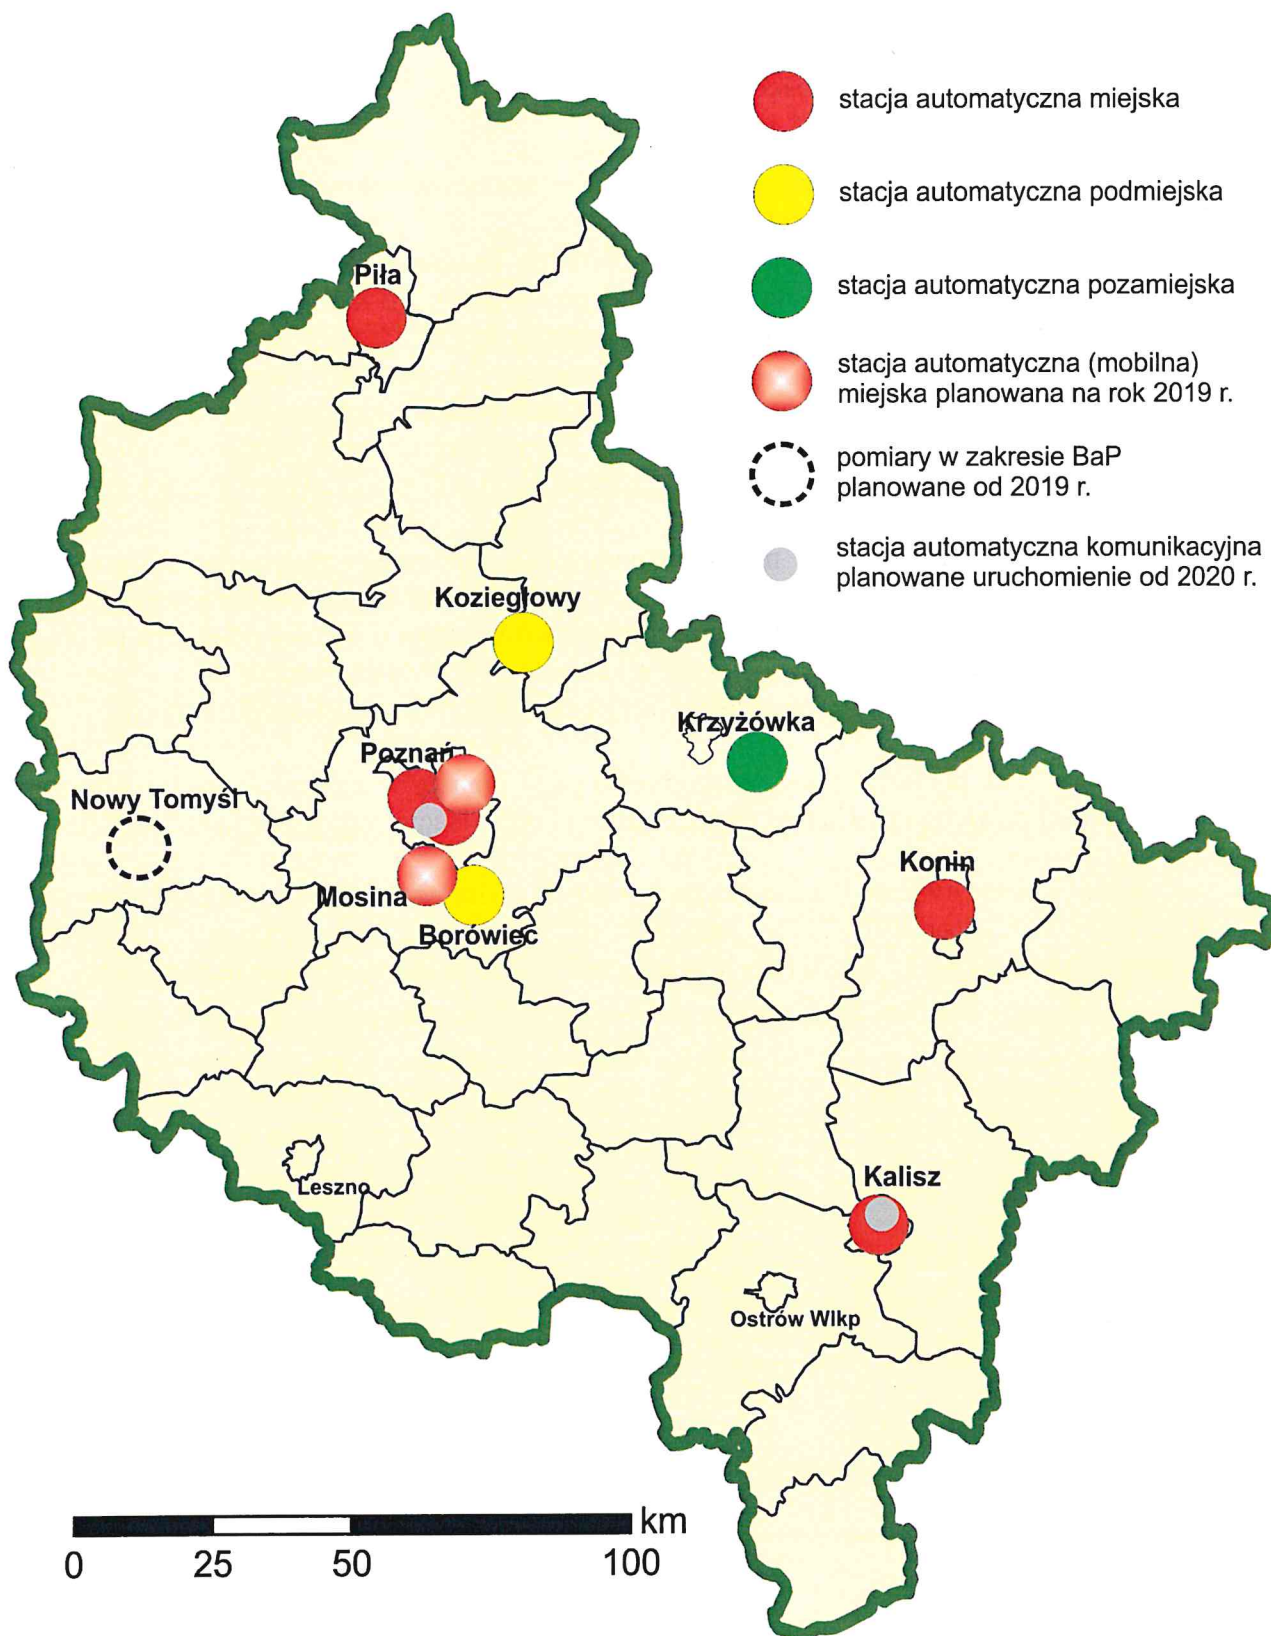 stacja automatyczna miejska
stacja automatyczna podmiejska
stacja automatyczna pozamiejska
stacja automatyczna (mobilna)
miejska planowana na rok 2019 r.
pomiary w zakresie BaP
planowane od 2019 r.
stacja automatyczna komunikacyjna
planowane uruchomienie od 2020 r.
Piła
Koziegłowy
Krzyżówka
Poznań
Nowy Tomyśl
Konin
Mosina
Borówiec
Kalisz
Leszno
Ostrów Wlkp
km
0 25 50 100